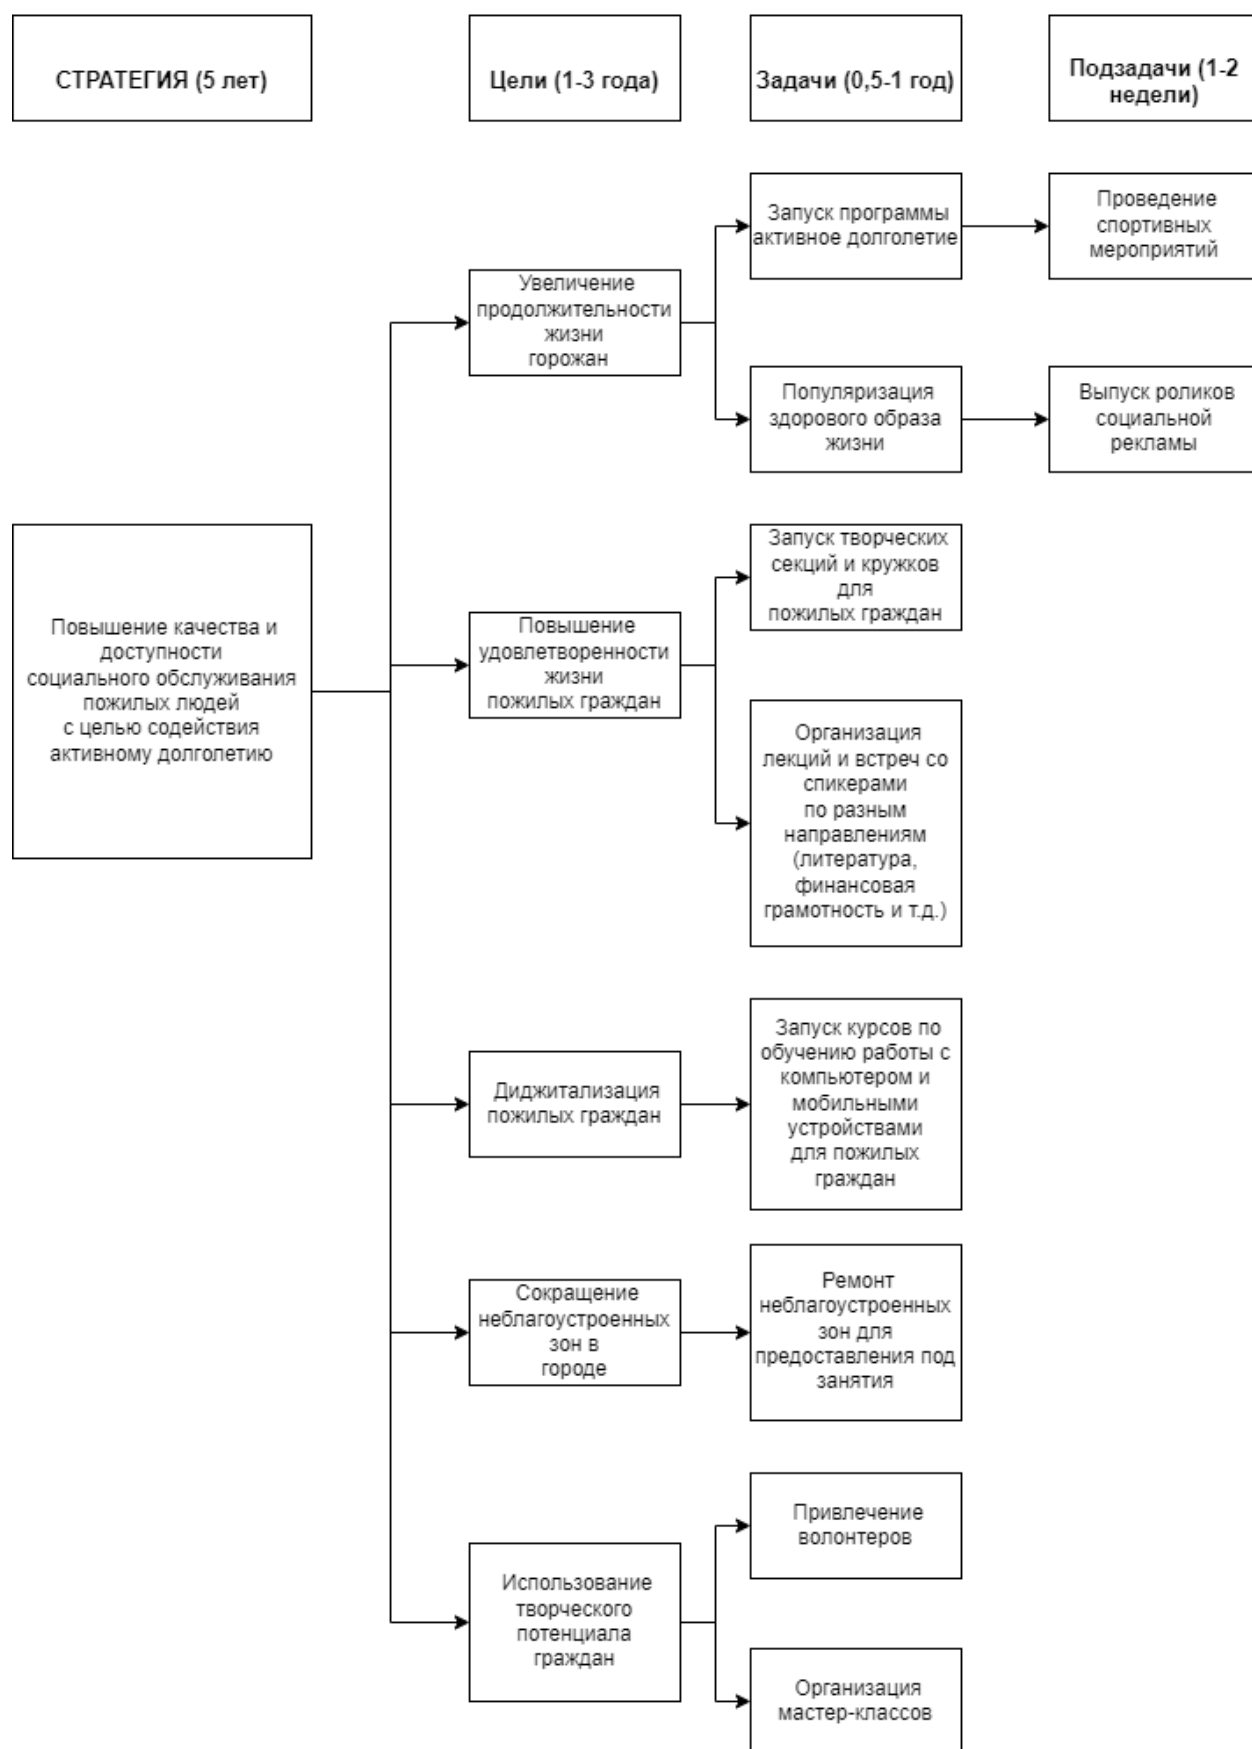 СТРАТЕГИЯ (5 лет)
Цели (1-3 года)
Задачи (0,5-1 год)
Подзадачи (1-2
недели)
Запуск программы
активное долголетие
Проведение
спортивных
мероприятий
Увеличение
продолжительности
жизни
горожан
Популяризация
здорового образа
жизни
Выпуск роликов
социальной
рекламы
Повышение качества и
доступности
социального обслуживания
пожилых людей
с целью содействия
активному долголетию
Повышение
удовлетворенности
жизни
пожилых граждан
Запуск творческих
секций и кружков
для
пожилых граждан
Организация
лекций и встреч со
спикерами
по разным
направлениям
(литература,
финансовая
грамотность и т.д.)
Диджитализация
пожилых граждан
Запуск курсов по
обучению работы с
компьютером и
мобильными
устройствами
для пожилых
граждан
Сокращение
неблагоустроенных
зон в
городе
Ремонт
неблагоустроенных
зон для
предоставления под
занятия
Использование
творческого
потенциала
граждан
Привлечение
волонтеров
Организация
мастер-классов